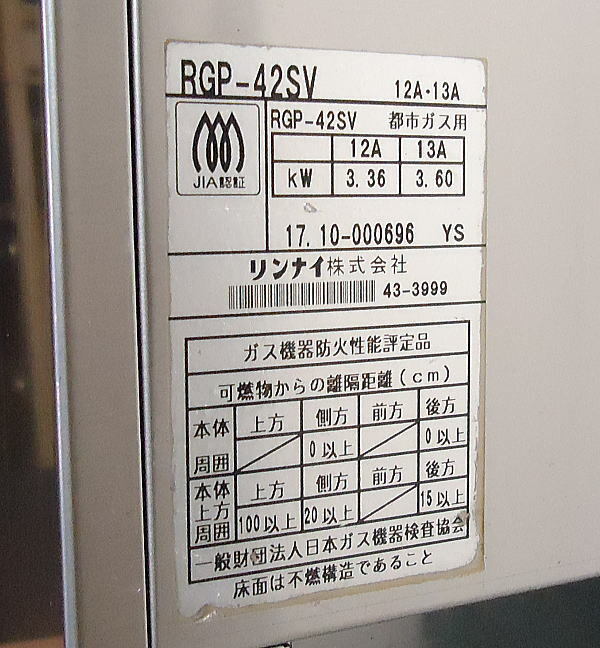 RGP-42SV 12A・13A
JIA認証
RGP-42SV 都市ガス用
12A 13A
kW 3.36 3.60
17.10-000696 YS
リンナイ株式会社
43-3999
ガス機器防火性能評定品
可燃物からの離隔距離(cm)
本体周囲 上方 側方 前方 後方
0以上 0以上
本体上方周囲 上方 側方 前方 後方
100以上 20以上 15以上
一般財団法人日本ガス機器検査協会
床面は不燃構造であること